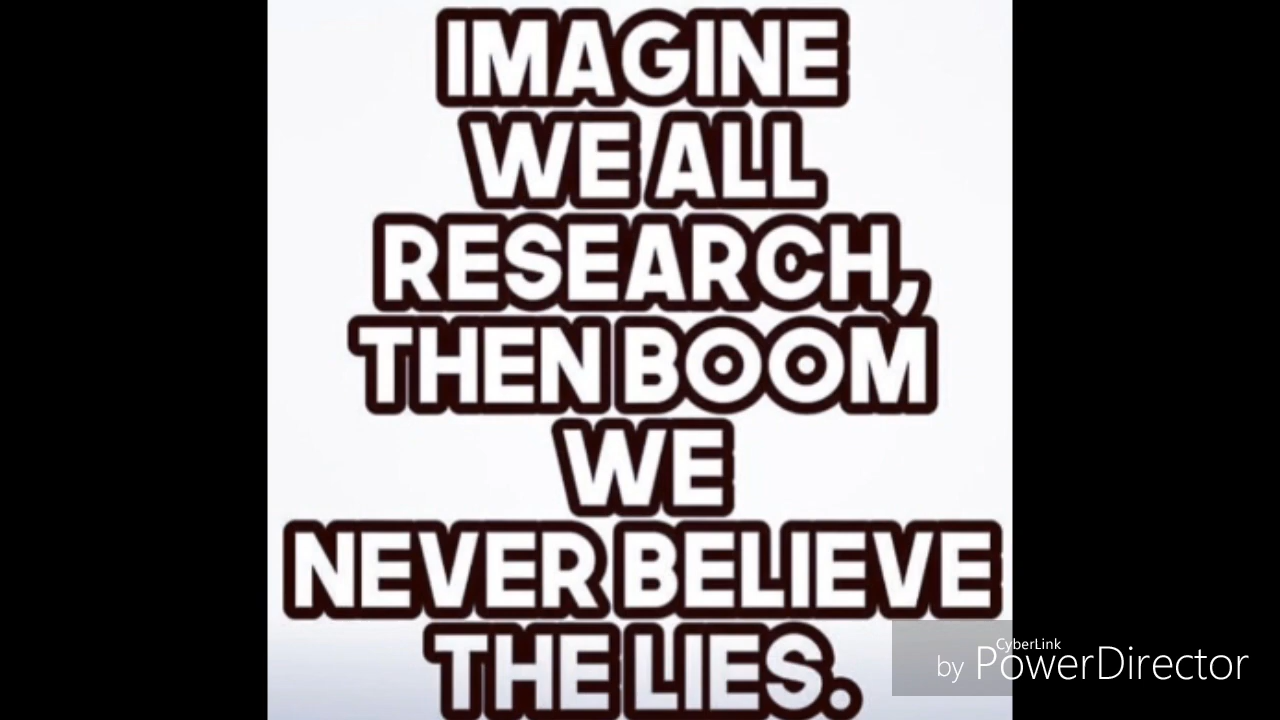 IMAGINE
WE ALL
RESEARCH,
THEN BOOM
WE
NEVER BELIEVE
THE LIES.
CyberLink
by PowerDirector